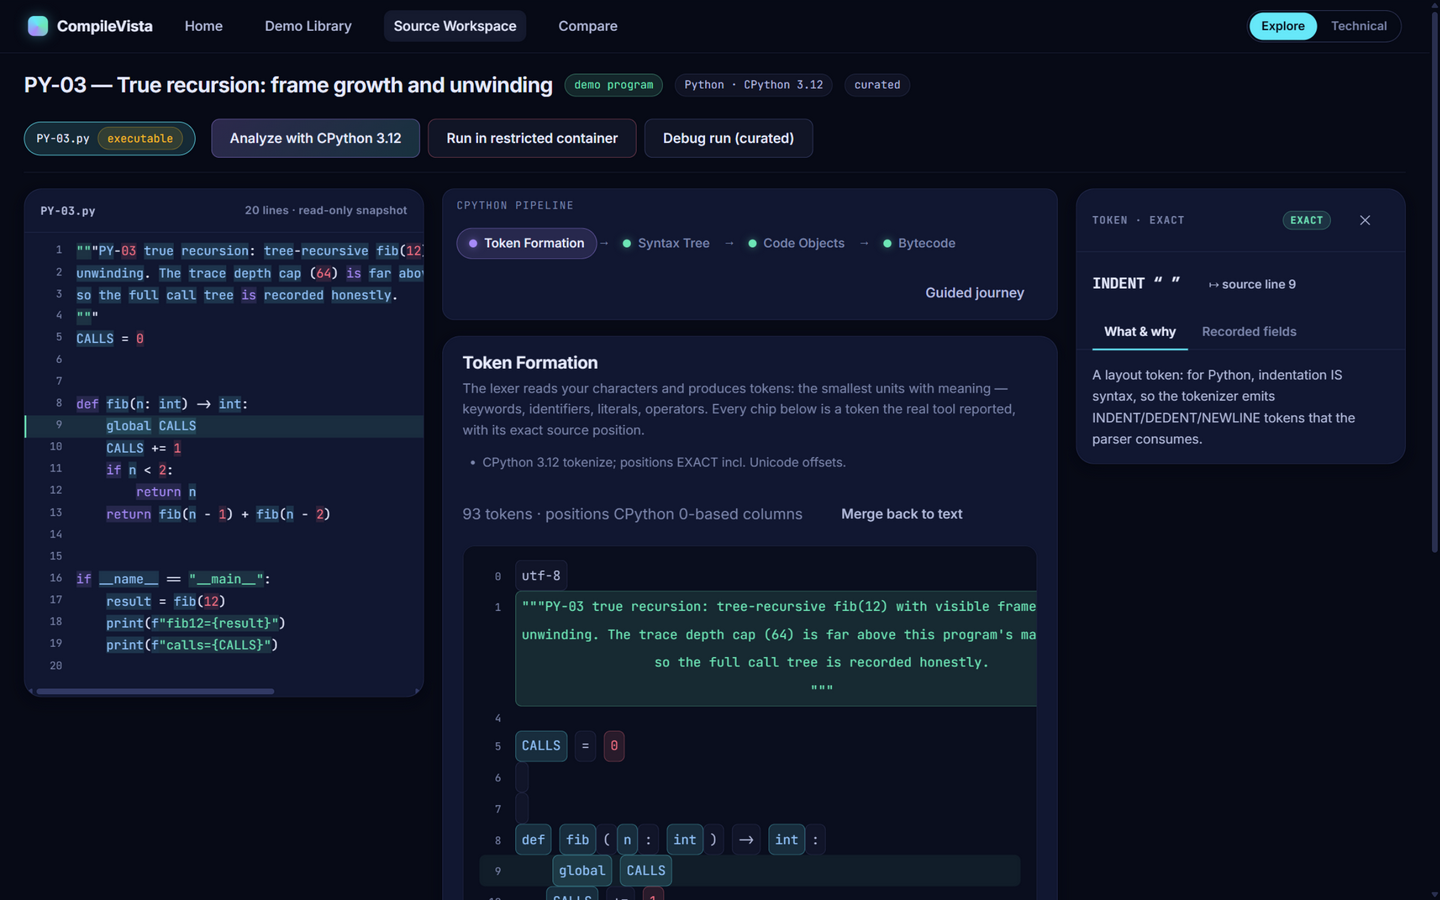 CompileVista Home Demo Library Source Workspace Compare Explore Technical
PY-03 — True recursion: frame growth and unwinding demo program Python · CPython 3.12 curated
PY-03.py executable Analyze with CPython 3.12 Run in restricted container Debug run (curated)
PY-03.py 20 lines · read-only snapshot
1 """PY-03 true recursion: tree-recursive fib(12)
2 unwinding. The trace depth cap (64) is far abov
3 so the full call tree is recorded honestly.
4 """
5 CALLS = 0
6
7
8 def fib(n: int) -> int:
9 global CALLS
10 CALLS += 1
11 if n < 2:
12 return n
13 return fib(n - 1) + fib(n - 2)
14
15
16 if __name__ == "__main__":
17 result = fib(12)
18 print(f"fib12={result}")
19 print(f"calls={CALLS}")
20
CPYTHON PIPELINE
Token Formation → Syntax Tree → Code Objects → Bytecode
Guided journey
Token Formation
The lexer reads your characters and produces tokens: the smallest units with meaning —
keywords, identifiers, literals, operators. Every chip below is a token the real tool reported,
with its exact source position.
• CPython 3.12 tokenize; positions EXACT incl. Unicode offsets.
93 tokens · positions CPython 0-based columns Merge back to text
0 utf-8
1 """PY-03 true recursion: tree-recursive fib(12) with visible frame
unwinding. The trace depth cap (64) is far above this program's ma
so the full call tree is recorded honestly.
"""
4
5 CALLS = 0
6
7
8 def fib ( n : int ) -> int :
9 global CALLS
10 CALLS += 1
TOKEN · EXACT EXACT
INDENT “ ” ↦ source line 9
What & why Recorded fields
A layout token: for Python, indentation IS
syntax, so the tokenizer emits
INDENT/DEDENT/NEWLINE tokens that the
parser consumes.